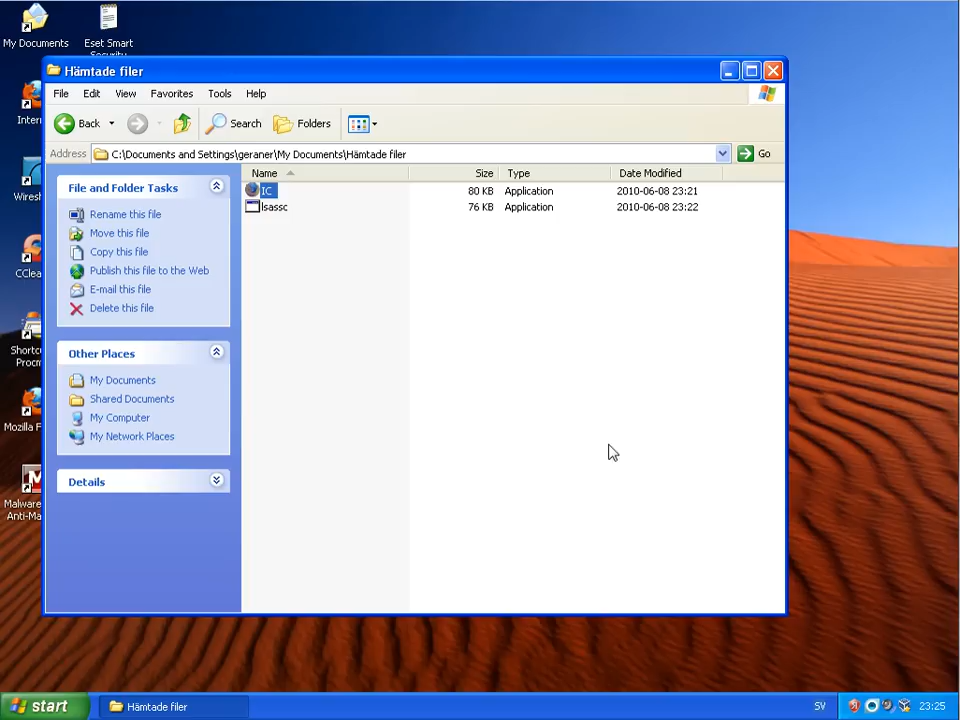 My Documents
Eset Smart
Security
Hämtade filer
File Edit View Favorites Tools Help
Back Search Folders
Address C:\Documents and Settings\geraner\My Documents\Hämtade filer Go
Name Size Type Date Modified
IC 80 KB Application 2010-06-08 23:21
lsassc 76 KB Application 2010-06-08 23:22
File and Folder Tasks
Rename this file
Move this file
Copy this file
Publish this file to the Web
E-mail this file
Delete this file
Other Places
My Documents
Shared Documents
My Computer
My Network Places
Details
Intern
Wiresh
CClea
Shortc
Procm
Mozilla F
Malware
Anti-Ma
start Hämtade filer SV 23:25